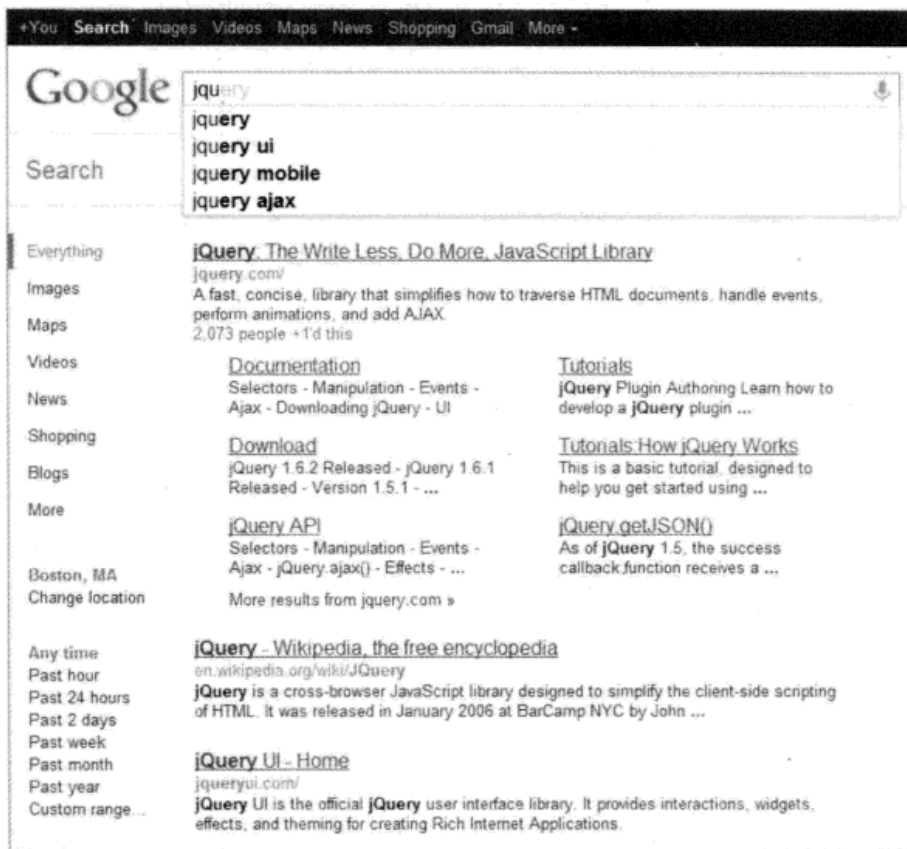 +You Search Images Videos Maps News Shopping Gmail More
Google
jquery
jquery
jquery ui
jquery mobile
jquery ajax
Search
Everything
Images
Maps
Videos
News
Shopping
Blogs
More
Boston, MA
Change location
Any time
Past hour
Past 24 hours
Past 2 days
Past week
Past month
Past year
Custom range...
jQuery: The Write Less, Do More, JavaScript Library
jquery.com/
A fast, concise, library that simplifies how to traverse HTML documents, handle events,
perform animations, and add AJAX.
2,073 people +1'd this
Documentation
Selectors - Manipulation - Events -
Ajax - Downloading jQuery - UI
Tutorials
jQuery Plugin Authoring Learn how to
develop a jQuery plugin ...
Download
jQuery 1.6.2 Released - jQuery 1.6.1
Released - Version 1.5.1 - ...
Tutorials:How jQuery Works
This is a basic tutorial, designed to
help you get started using ...
jQuery API
Selectors - Manipulation - Events -
Ajax - jQuery.ajax() - Effects - ...
jQuery.getJSON()
As of jQuery 1.5, the success
callback function receives a ...
More results from jquery.com »
jQuery - Wikipedia, the free encyclopedia
en.wikipedia.org/wiki/JQuery
jQuery is a cross-browser JavaScript library designed to simplify the client-side scripting
of HTML. It was released in January 2006 at BarCamp NYC by John ...
jQuery UI - Home
jqueryui.com/
jQuery UI is the official jQuery user interface library. It provides interactions, widgets,
effects, and theming for creating Rich Internet Applications.